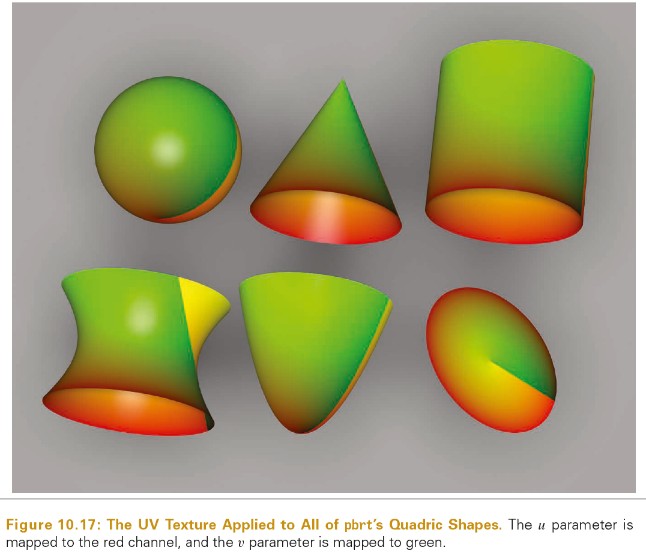 Figure 10.17: The UV Texture Applied to All of pbrt's Quadric Shapes. The u parameter is
mapped to the red channel, and the v parameter is mapped to green.